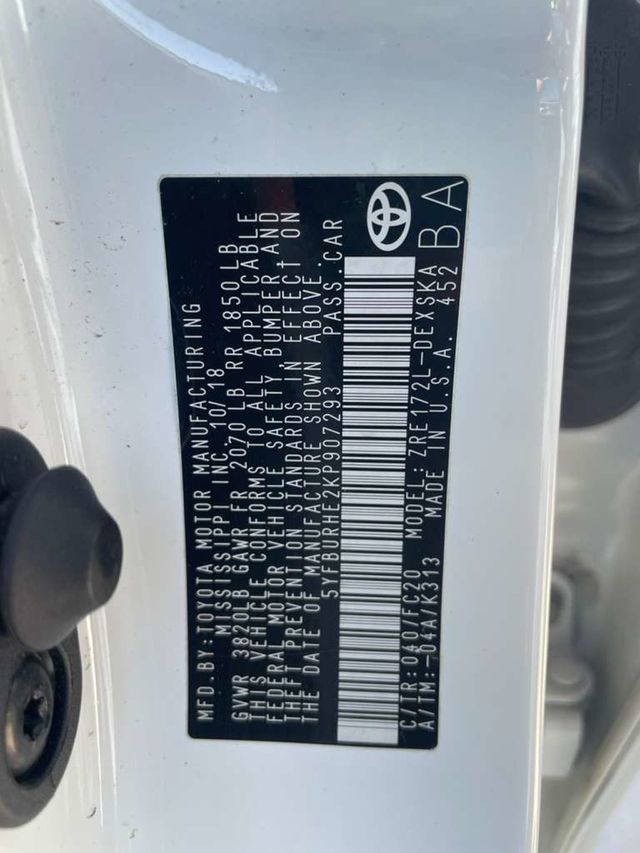 MFD.BY:TOYOTA MOTOR MANUFACTURING
MISSISSIPPI INC.10/18
GVWR 3820LB GAWR FR 2070 LB RR 1850LB
THIS VEHICLE CONFORMS TO ALL APPLICABLE
FEDERAL MOTOR VEHICLE SAFETY, BUMPER, AND
THEFT PREVENTION STANDARDS IN EFFECT ON
THE DATE OF MANUFACTURE SHOWN ABOVE.
5YFBURHE2KP907293 PASS.CAR
C/TR:040/FC20 MODEL:ZRE172L-DEXSKA
A/TM:-04A/K313 MADE IN U.S.A. 452
BA